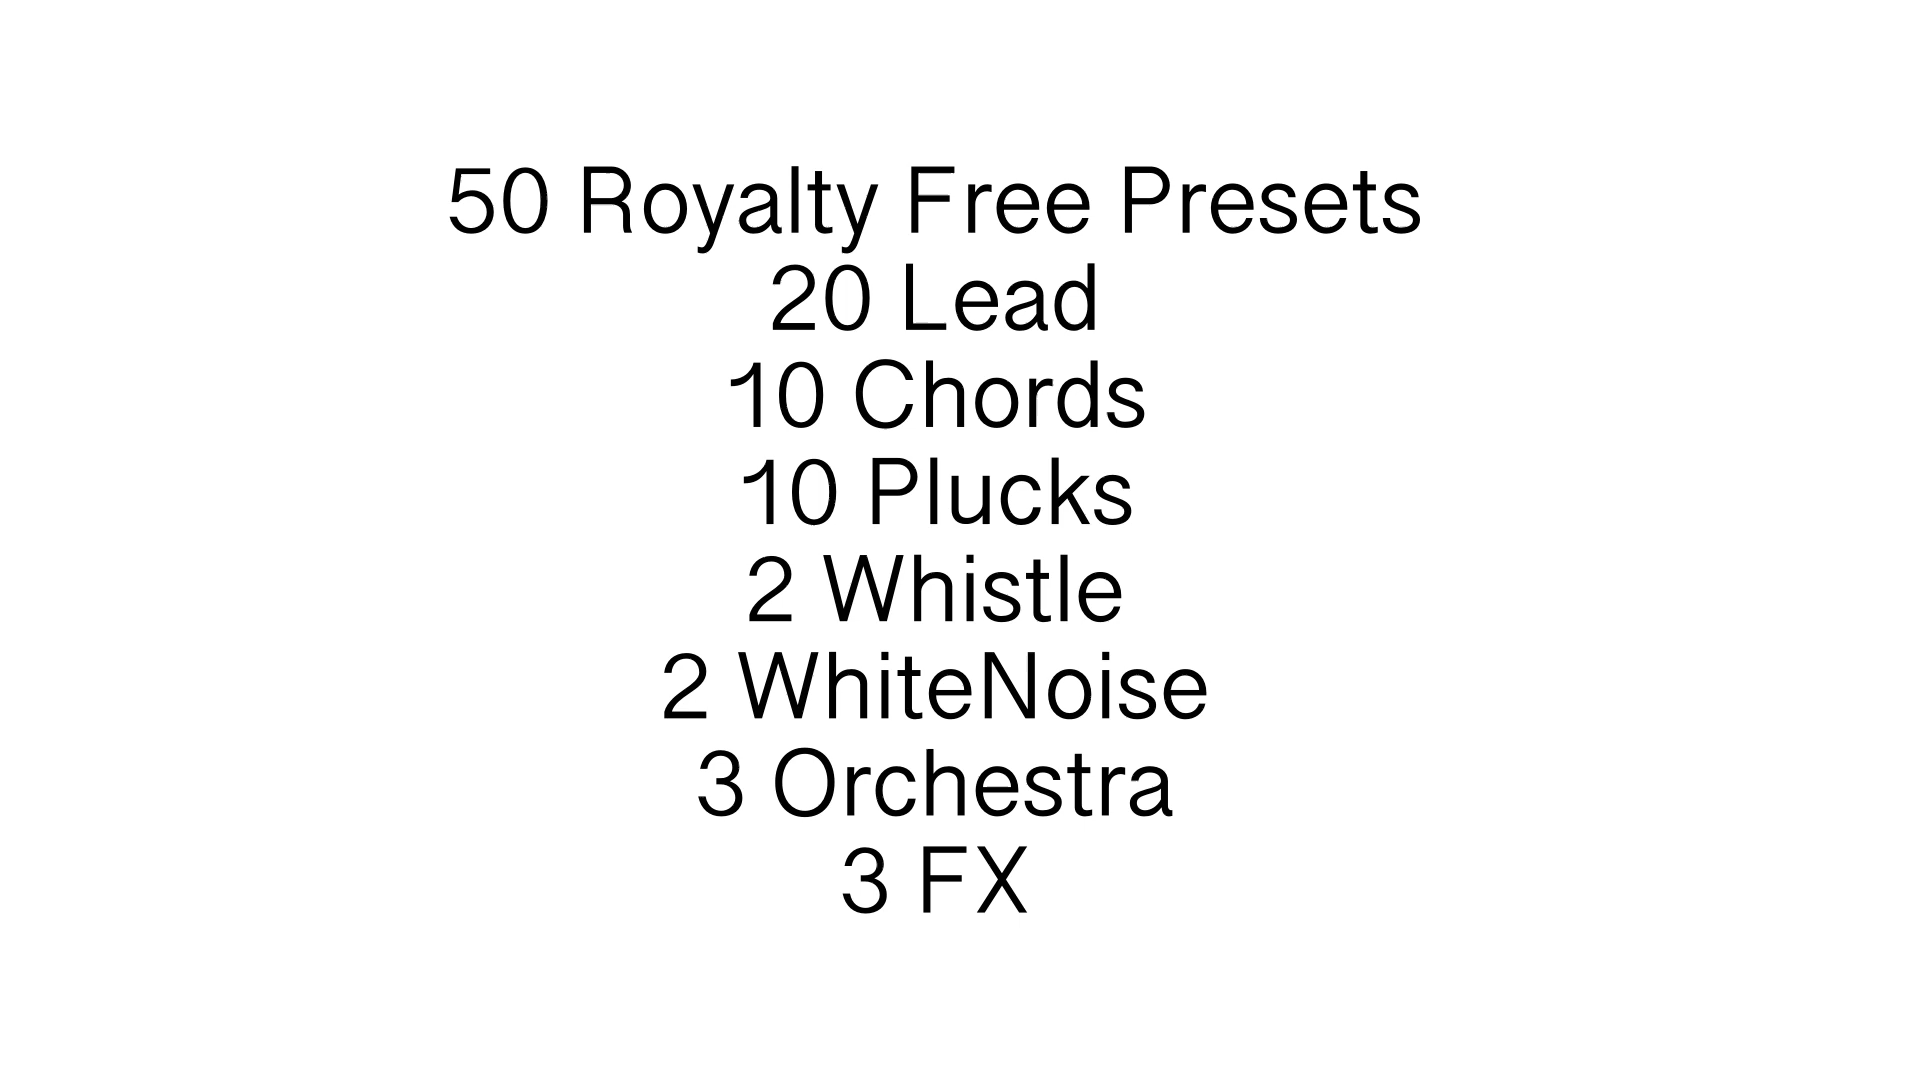 50 Royalty Free Presets
20 Lead
10 Chords
10 Plucks
2 Whistle
2 WhiteNoise
3 Orchestra
3 FX